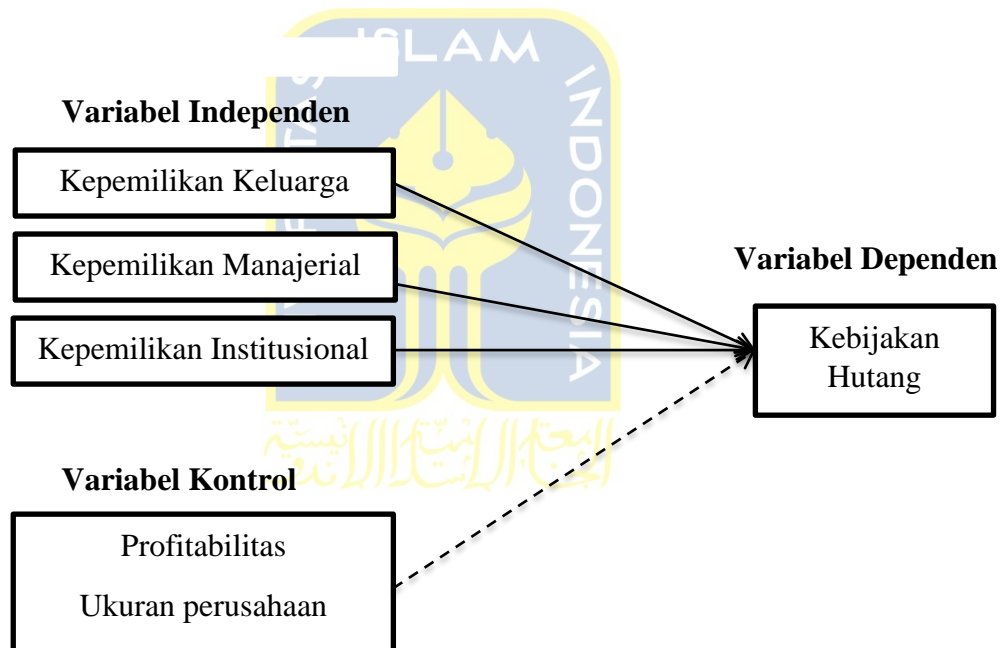 ISLAM
INDONESIA
Variabel Independen
Kepemilikan Keluarga
Kepemilikan Manajerial
Kepemilikan Institusional
Variabel Dependen
Kebijakan
Hutang
Variabel Kontrol
Profitabilitas
Ukuran perusahaan